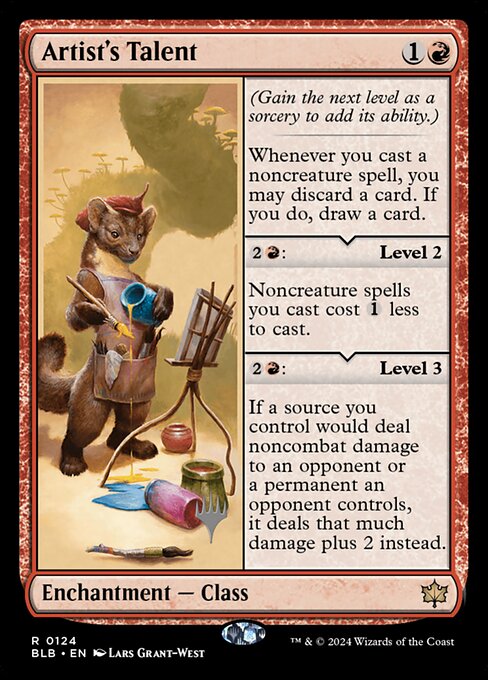 Artist's Talent 1
(Gain the next level as a
sorcery to add its ability.)
Whenever you cast a
noncreature spell, you
may discard a card. If
you do, draw a card.
2 : Level 2
Noncreature spells
you cast cost 1 less
to cast.
2 : Level 3
If a source you
control would deal
noncombat damage
to an opponent or
a permanent an
opponent controls,
it deals that much
damage plus 2 instead.
Enchantment — Class
R 0124
BLB • EN Lars Grant-West
™ & © 2024 Wizards of the Coast